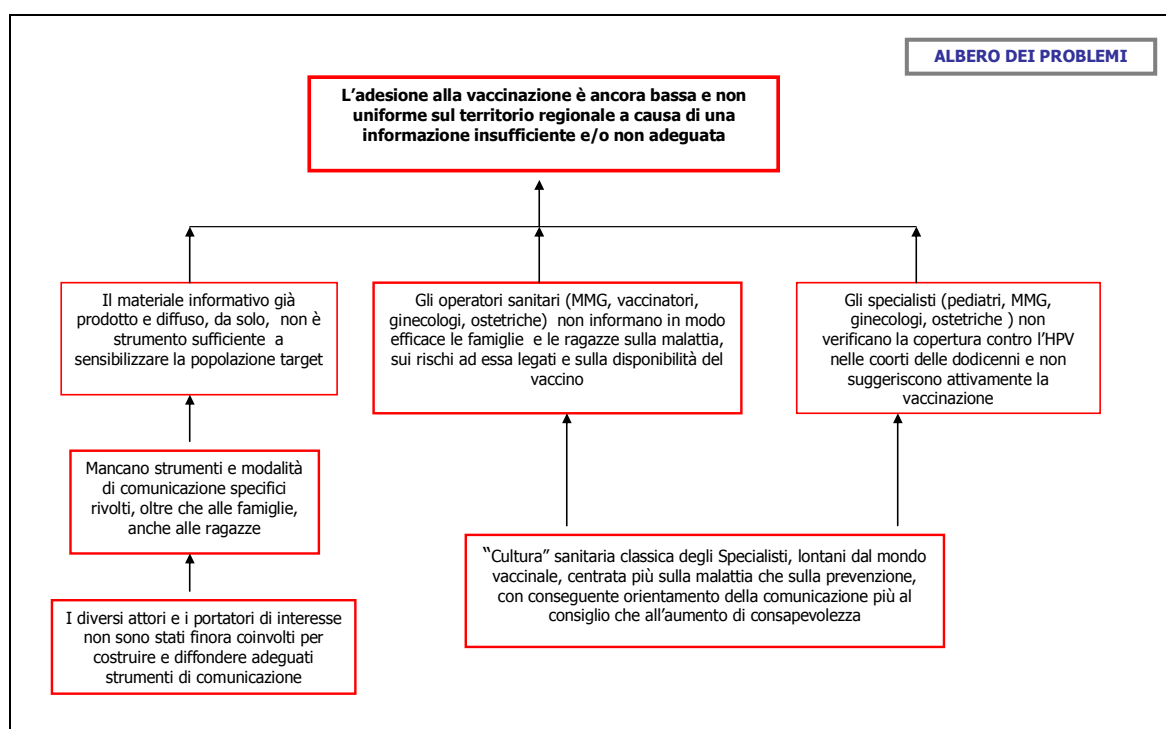 ALBERO DEI PROBLEMI
L’adesione alla vaccinazione è ancora bassa e non
uniforme sul territorio regionale a causa di una
informazione insufficiente e/o non adeguata
Il materiale informativo già
prodotto e diffuso, da solo, non è
strumento sufficiente a
sensibilizzare la popolazione target
Gli operatori sanitari (MMG, vaccinatori,
ginecologi, ostetriche) non informano in modo
efficace le famiglie e le ragazze sulla malattia,
sui rischi ad essa legati e sulla disponibilità del
vaccino
Gli specialisti (pediatri, MMG,
ginecologi, ostetriche ) non
verificano la copertura contro l’HPV
nelle coorti delle dodicenni e non
suggeriscono attivamente la
vaccinazione
Mancano strumenti e modalità
di comunicazione specifici
rivolti, oltre che alle famiglie,
anche alle ragazze
“Cultura” sanitaria classica degli Specialisti, lontani dal mondo
vaccinale, centrata più sulla malattia che sulla prevenzione,
con conseguente orientamento della comunicazione più al
consiglio che all’aumento di consapevolezza
I diversi attori e i portatori di interesse
non sono stati finora coinvolti per
costruire e diffondere adeguati
strumenti di comunicazione